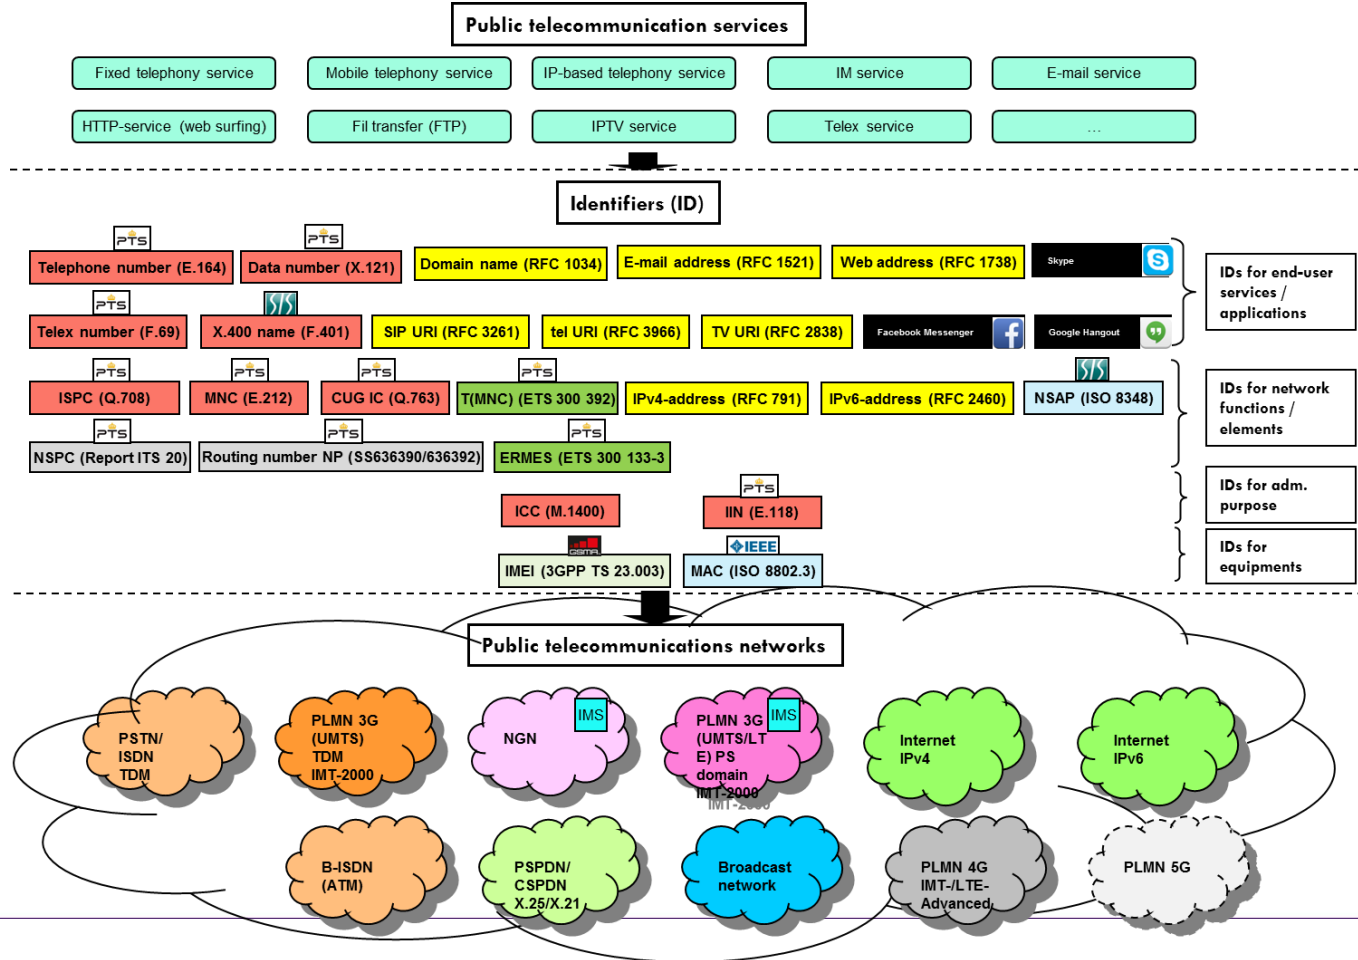 Public telecommunication services
Fixed telephony service
Mobile telephony service
IP-based telephony service
IM service
E-mail service
HTTP-service (web surfing)
Fil transfer (FTP)
IPTV service
Telex service
...
Identifiers (ID)
PTS
PTS
Telephone number (E.164)
Data number (X.121)
Domain name (RFC 1034)
E-mail address (RFC 1521)
Web address (RFC 1738)
Skype
S
IDs for end-user
services /
applications
PTS
SIS
Telex number (F.69)
X.400 name (F.401)
SIP URI (RFC 3261)
tel URI (RFC 3966)
TV URI (RFC 2838)
Facebook Messenger
f
Google Hangout
PTS
PTS
PTS
PTS
SIS
ISPC (Q.708)
MNC (E.212)
CUG IC (Q.763)
T(MNC) (ETS 300 392)
IPv4-address (RFC 791)
IPv6-address (RFC 2460)
NSAP (ISO 8348)
IDs for network
functions /
elements
PTS
PTS
PTS
NSPC (Report ITS 20)
Routing number NP (SS636390/636392)
ERMES (ETS 300 133-3
PTS
ICC (M.1400)
IIN (E.118)
IDs for adm.
purpose
GSMA
IEEE
IMEI (3GPP TS 23.003)
MAC (ISO 8802.3)
IDs for
equipments
Public telecommunications networks
PSTN/
ISDN
TDM
PLMN 3G
(UMTS)
TDM
IMT-2000
NGN
IMS
PLMN 3G
(UMTS/LT
E) PS
domain
IMT-2000
IMS
Internet
IPv4
Internet
IPv6
B-ISDN
(ATM)
PSPDN/
CSPDN
X.25/X.21
Broadcast
network
PLMN 4G
IMT-/LTE-
Advanced
PLMN 5G